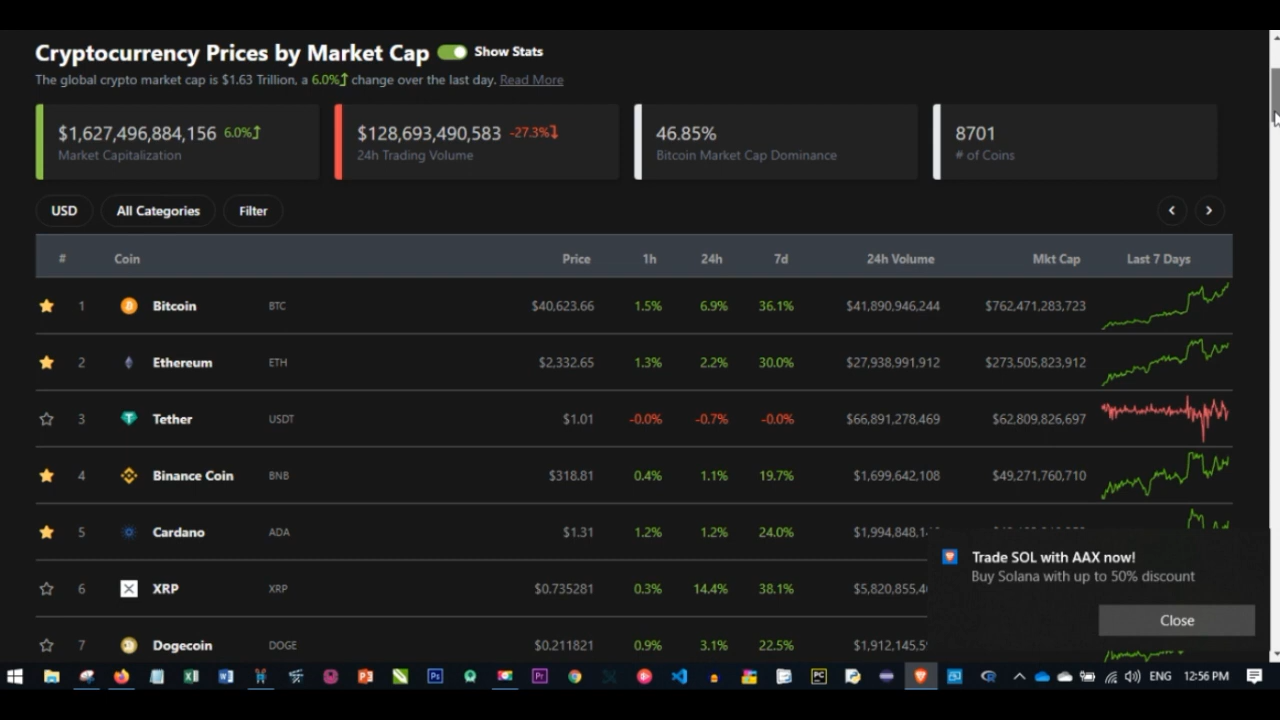 Cryptocurrency Prices by Market Cap Show Stats
The global crypto market cap is $1.63 Trillion, a 6.0% change over the last day. Read More
$1,627,496,884,156 6.0% $128,693,490,583 -27.3% 46.85% 8701
Market Capitalization 24h Trading Volume Bitcoin Market Cap Dominance # of Coins
USD All Categories Filter
# Coin Price 1h 24h 7d 24h Volume Mkt Cap Last 7 Days
1 Bitcoin BTC $40,623.66 1.5% 6.9% 36.1% $41,890,946,244 $762,471,283,723
2 Ethereum ETH $2,332.65 1.3% 2.2% 30.0% $27,938,991,912 $273,505,823,912
3 Tether USDT $1.01 -0.0% -0.7% -0.0% $66,891,278,469 $62,809,826,697
4 Binance Coin BNB $318.81 0.4% 1.1% 19.7% $1,699,642,108 $49,271,760,710
5 Cardano ADA $1.31 1.2% 1.2% 24.0%
Trade SOL with AAX now!
Buy Solana with up to 50% discount
6 XRP XRP $0.735281 0.3% 14.4% 38.1%
Close
7 Dogecoin DOGE $0.211821 0.9% 3.1% 22.5%
ENG 12:56 PM